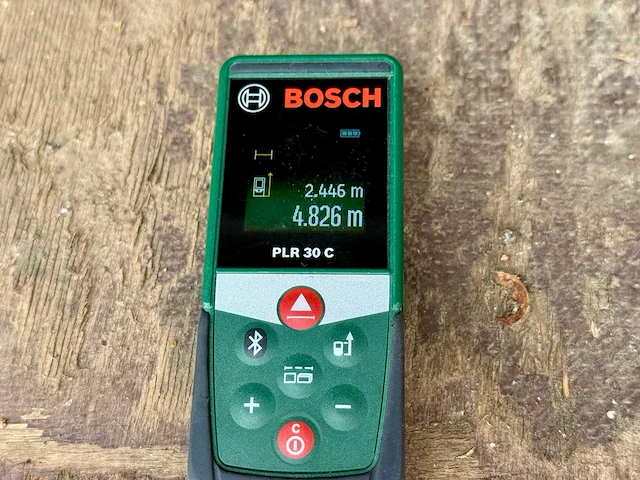 BOSCH
2.446 m
4.826 m
PLR 30 C
+
−
C